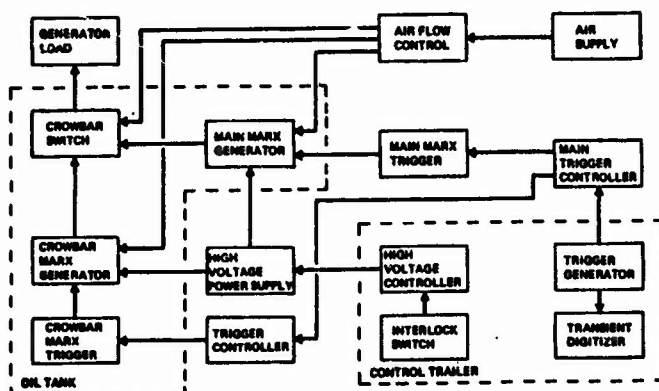 GENERATOR
LOAD
AIR FLOW
CONTROL
AIR
SUPPLY
CROWBAR
SWITCH
MAIN MARX
GENERATOR
MAIN MARX
TRIGGER
MAIN
TRIGGER
CONTROLLER
CROWBAR
MARX
GENERATOR
HIGH
VOLTAGE
POWER SUPPLY
HIGH
VOLTAGE
CONTROLLER
TRIGGER
GENERATOR
CROWBAR
MARX
TRIGGER
TRIGGER
CONTROLLER
INTERLOCK
SWITCH
TRANSIENT
DIGITIZER
OIL TANK
CONTROL TRAILER